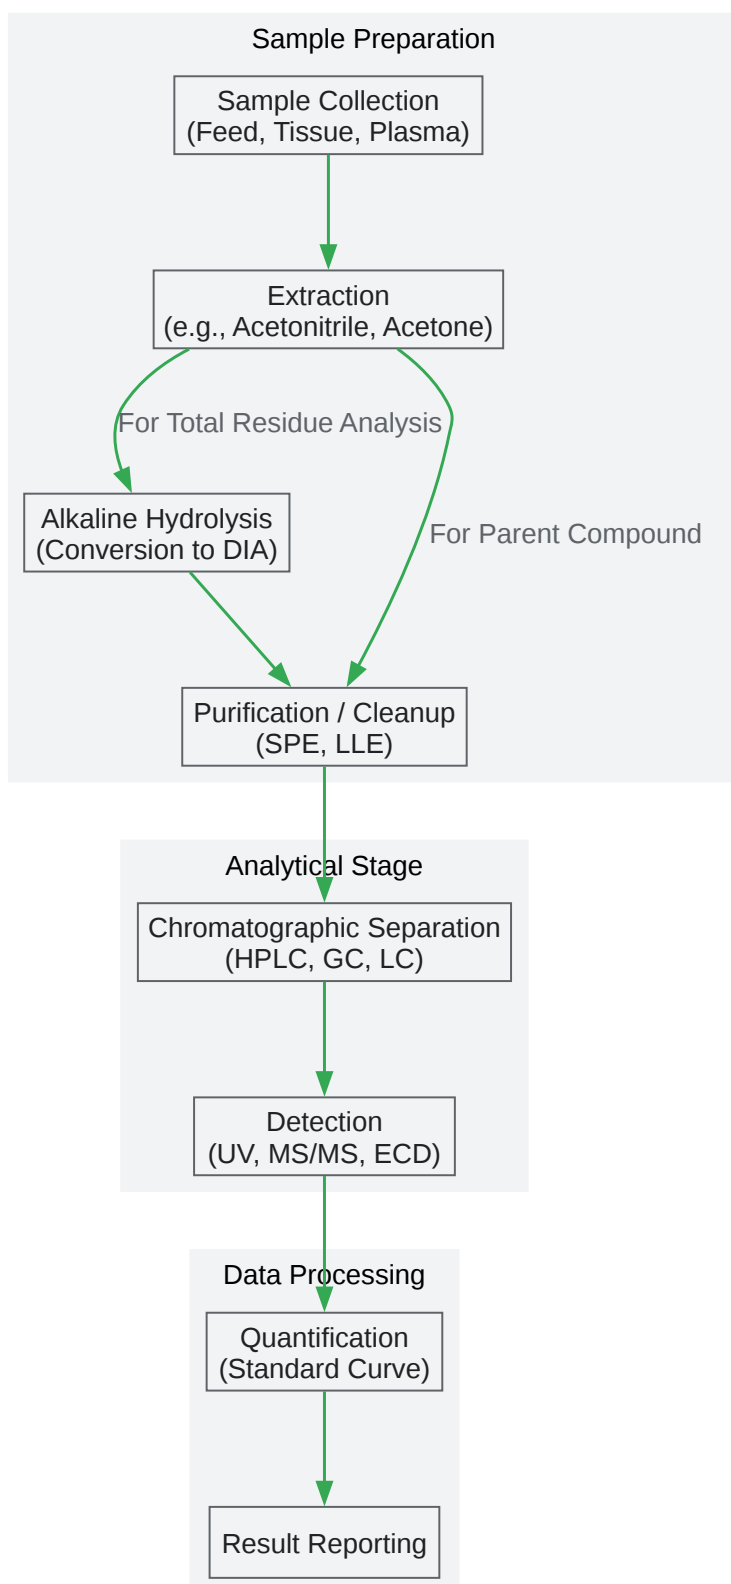 Sample Preparation
Sample Collection
(Feed, Tissue, Plasma)
Extraction
(e.g., Acetonitrile, Acetone)
For Total Residue Analysis
Alkaline Hydrolysis
(Conversion to DIA)
For Parent Compound
Purification / Cleanup
(SPE, LLE)
Analytical Stage
Chromatographic Separation
(HPLC, GC, LC)
Detection
(UV, MS/MS, ECD)
Data Processing
Quantification
(Standard Curve)
Result Reporting